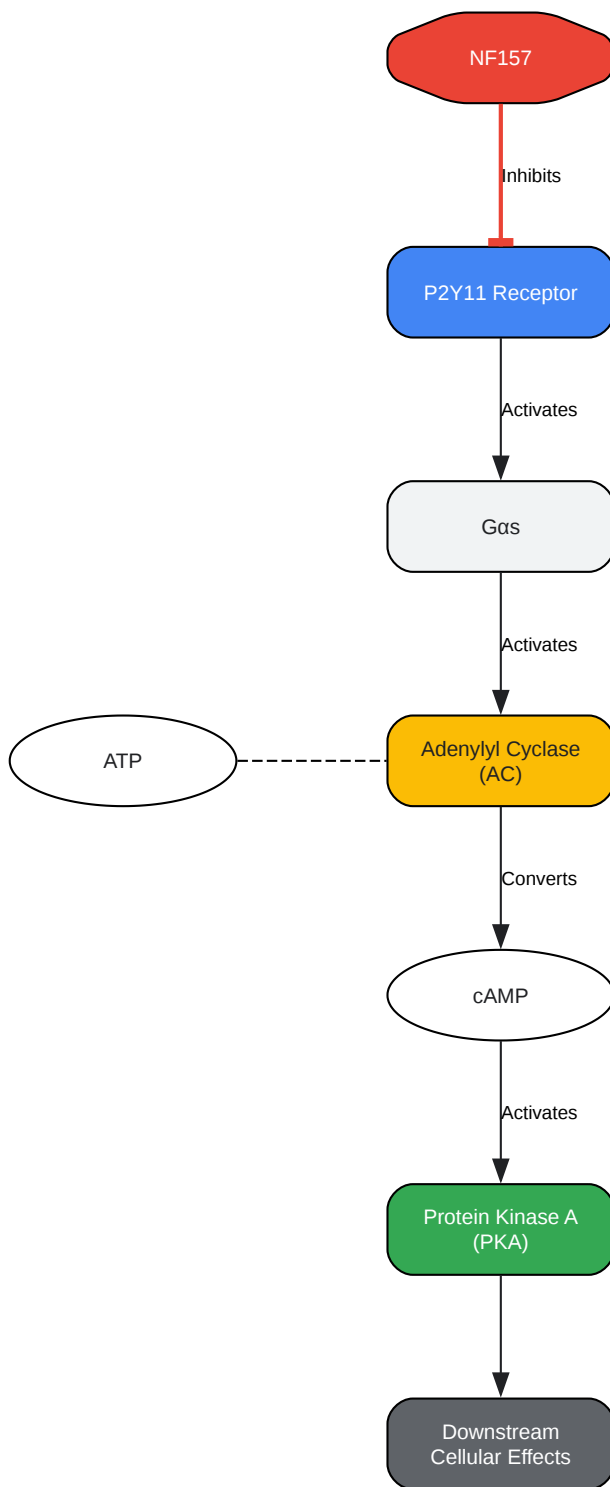 NF157
Inhibits
P2Y11 Receptor
Activates
Gαs
Activates
ATP
Adenylyl Cyclase
(AC)
Converts
cAMP
Activates
Protein Kinase A
(PKA)
Downstream
Cellular Effects